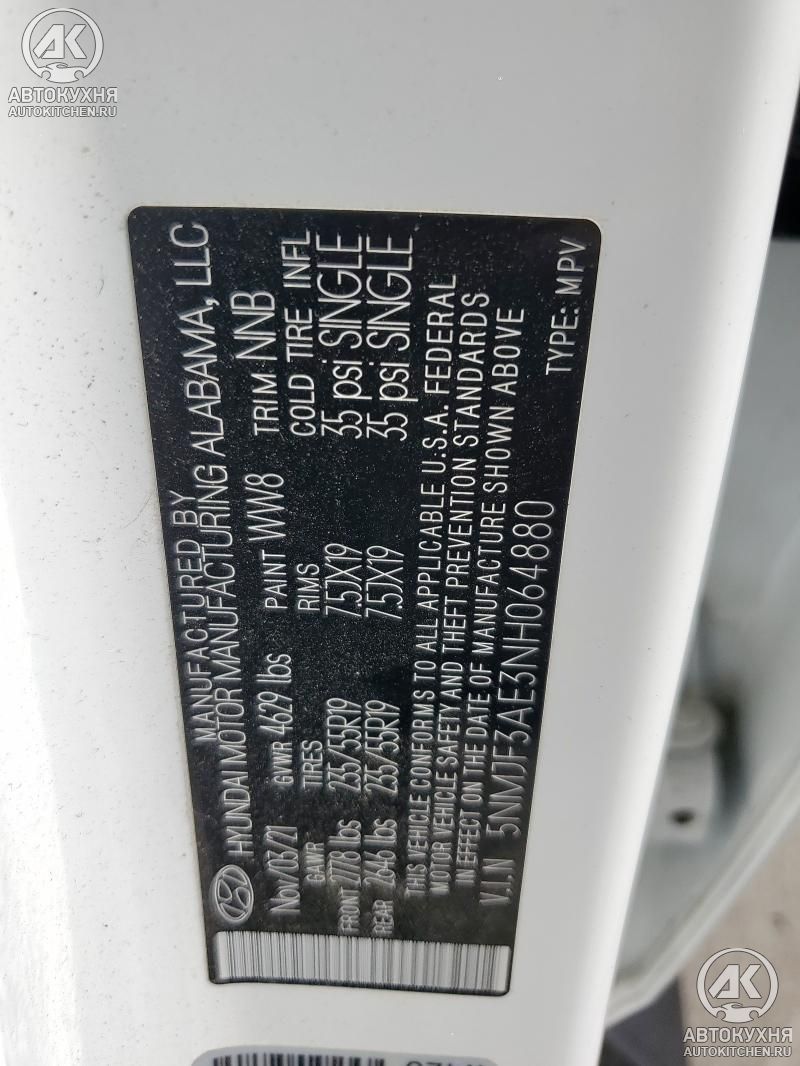 АК
АВТОКУХНЯ
AUTOKITCHEN.RU
MANUFACTURED BY
HYUNDAI MOTOR MANUFACTURING ALABAMA, LLC
Nov/03/21 GVWR 4629 lbs PAINT WW8 TRIM NNB
GAWR TIRES RIMS COLD TIRE INFL
FRONT 2778 lbs 235/55R19 7.5JX19 35 psi SINGLE
REAR 2646 lbs 235/55R19 7.5JX19 35 psi SINGLE
THIS VEHICLE CONFORMS TO ALL APPLICABLE U.S.A. FEDERAL
MOTOR VEHICLE SAFETY AND THEFT PREVENTION STANDARDS
IN EFFECT ON THE DATE OF MANUFACTURE SHOWN ABOVE
V.I.N 5NMJF3AE3NH064880 TYPE: MPV
АК
АВТОКУХНЯ
AUTOKITCHEN.RU